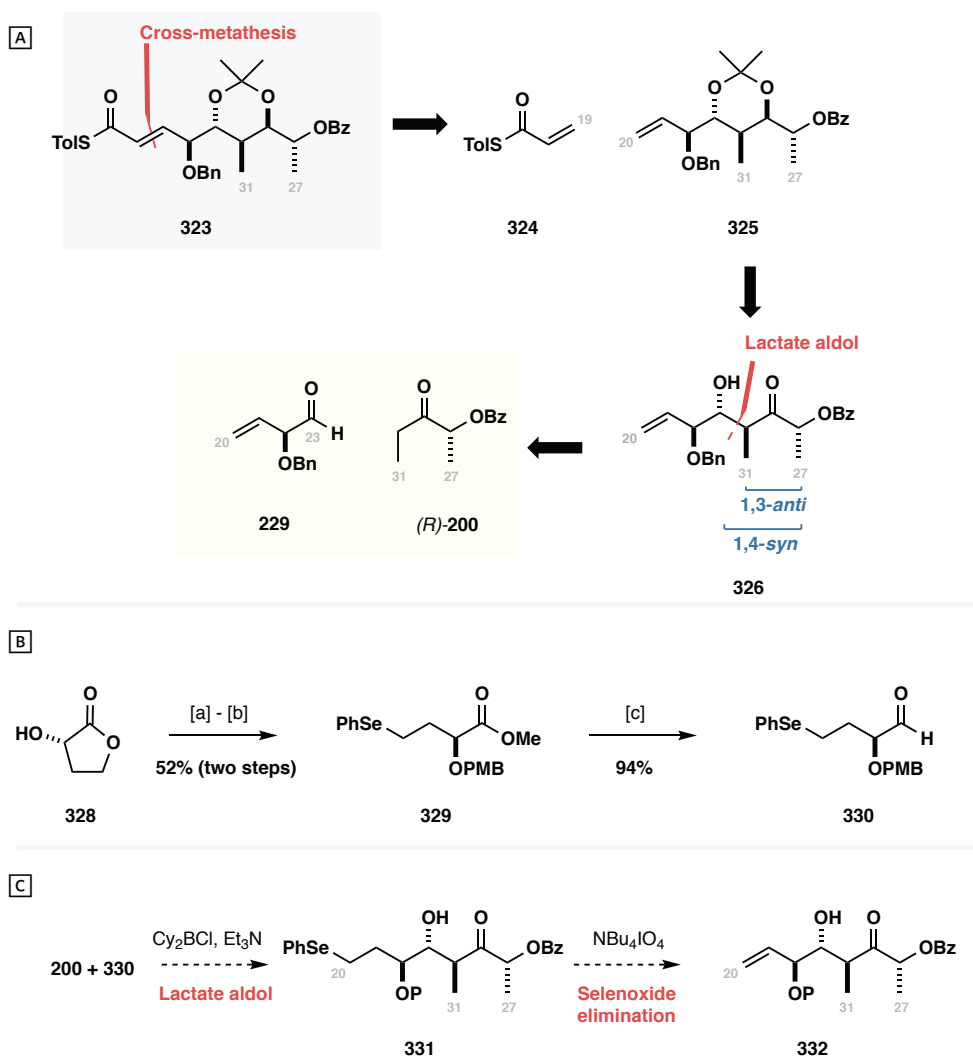 A
Cross-metathesis
O
O
O
TolS
OBn
OBz
31
27
323
O
19
TolS
324
O
O
20
OBn
OBz
31
27
325
Lactate aldol
OH
O
20
OBn
OBz
31
27
1,3-anti
1,4-syn
326
O
20
23
H
OBn
229
O
OBz
31
27
(R)-200
B
O
HO
O
328
[a] - [b]
52% (two steps)
O
PhSe
OMe
OPMB
329
[c]
94%
O
PhSe
H
OPMB
330
C
200 + 330
Cy2BCl, Et3N
Lactate aldol
OH
O
PhSe
20
OBz
OP
31
27
331
NBu4IO4
Selenoxide
elimination
OH
O
20
OBz
OP
31
27
332